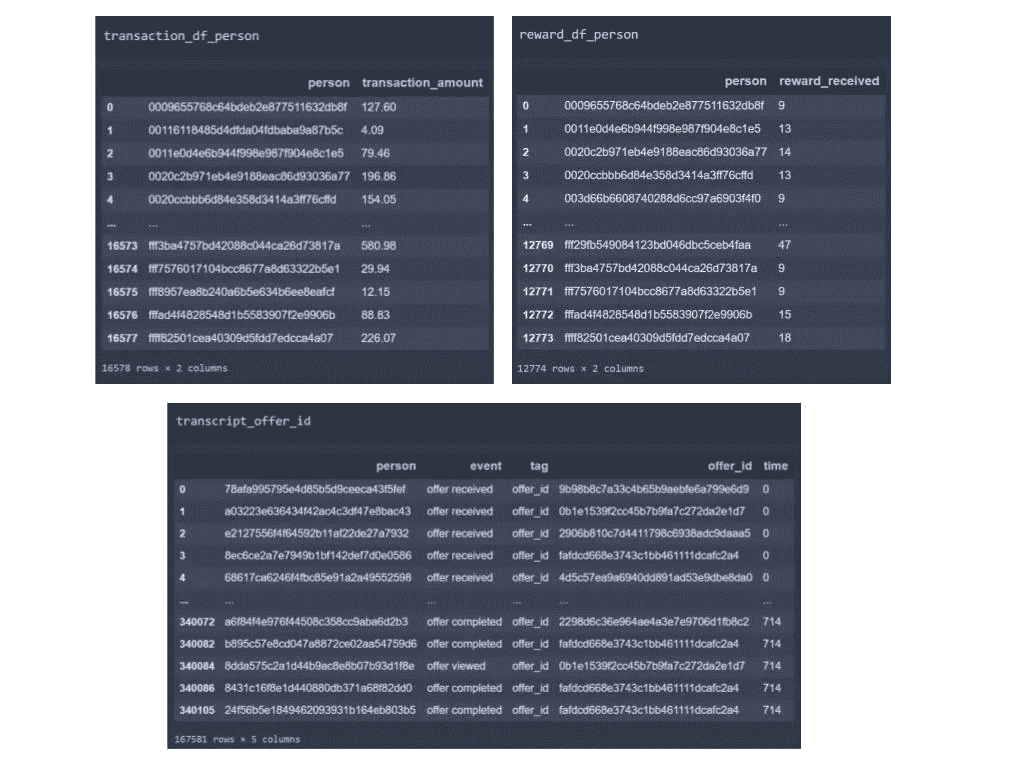 transaction_df_person
person transaction_amount
0 0009655768c64bdeb2e877511632db8f 127.60
1 00116118485d4dfda04fdbaba9a87b5c 4.09
2 0011e0d4e6b944f998e987f904e8c1e5 79.46
3 0020c2b971eb4e9188eac86d93036a77 196.86
4 0020ccbbb6d84e358d3414a3ff76cffd 154.05
... ... ...
16573 fff3ba4757bd42088c044ca26d73817a 580.98
16574 fff7576017104bcc8677a8d63322b5e1 29.94
16575 fff8957ea8b240a6b5e634b6ee8eafcf 12.15
16576 fffad4f4828548d1b5583907f2e9906b 88.83
16577 ffff82501cea40309d5fdd7edcca4a07 226.07
16578 rows × 2 columns
reward_df_person
person reward_received
0 0009655768c64bdeb2e877511632db8f 9
1 0011e0d4e6b944f998e987f904e8c1e5 13
2 0020c2b971eb4e9188eac86d93036a77 14
3 0020ccbbb6d84e358d3414a3ff76cffd 13
4 003d66b6608740288d6cc97a6903f4f0 9
... ... ...
12769 fff29fb549084123bd046dbc5ceb4faa 47
12770 fff3ba4757bd42088c044ca26d73817a 9
12771 fff7576017104bcc8677a8d63322b5e1 9
12772 fffad4f4828548d1b5583907f2e9906b 15
12773 ffff82501cea40309d5fdd7edcca4a07 18
12774 rows × 2 columns
transcript_offer_id
person event tag offer_id time
0 78afa995795e4d85b5d9ceeca43f5fef offer received offer_id 9b98b8c7a33c4b65b9aebfe6a799e6d9 0
1 a03223e636434f42ac4c3df47e8bac43 offer received offer_id 0b1e1539f2cc45b7b9fa7c272da2e1d7 0
2 e2127556f4f64592b11af22de27a7932 offer received offer_id 2906b810c7d4411798c6938adc9daaa5 0
3 8ec6ce2a7e7949b1bf142def7d0e0586 offer received offer_id fafdcd668e3743c1bb461111dcafc2a4 0
4 68617ca6246f4fbc85e91a2a49552598 offer received offer_id 4d5c57ea9a6940dd891ad53e9dbe8da0 0
... ... ... ... ... ...
340072 a6f84f4e976f44508c358cc9aba6d2b3 offer completed offer_id 2298d6c36e964ae4a3e7e9706d1fb8c2 714
340082 b895c57e8cd047a8872ce02aa54759d6 offer completed offer_id fafdcd668e3743c1bb461111dcafc2a4 714
340084 8dda575c2a1d44b9ac8e8b07b93d1f8e offer viewed offer_id 0b1e1539f2cc45b7b9fa7c272da2e1d7 714
340086 8431c16f8e1d440880db371a68f82dd0 offer completed offer_id fafdcd668e3743c1bb461111dcafc2a4 714
340105 24f56b5e1849462093931b164eb803b5 offer completed offer_id fafdcd668e3743c1bb461111dcafc2a4 714
167581 rows × 5 columns